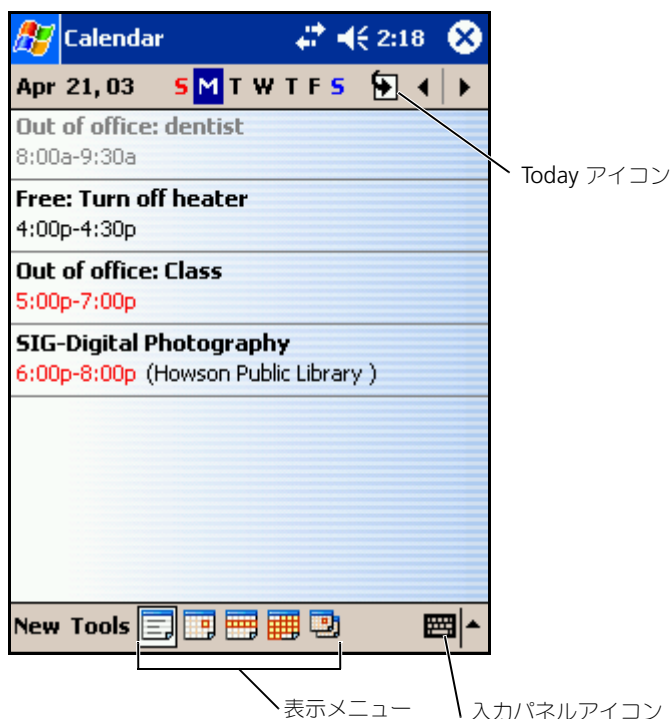 Calendar 2:18
Apr 21, 03 S M T W T F S
Out of office: dentist
8:00a-9:30a
Today アイコン
Free: Turn off heater
4:00p-4:30p
Out of office: Class
5:00p-7:00p
SIG-Digital Photography
6:00p-8:00p (Howson Public Library )
New Tools
表示メニュー
入力パネルアイコン